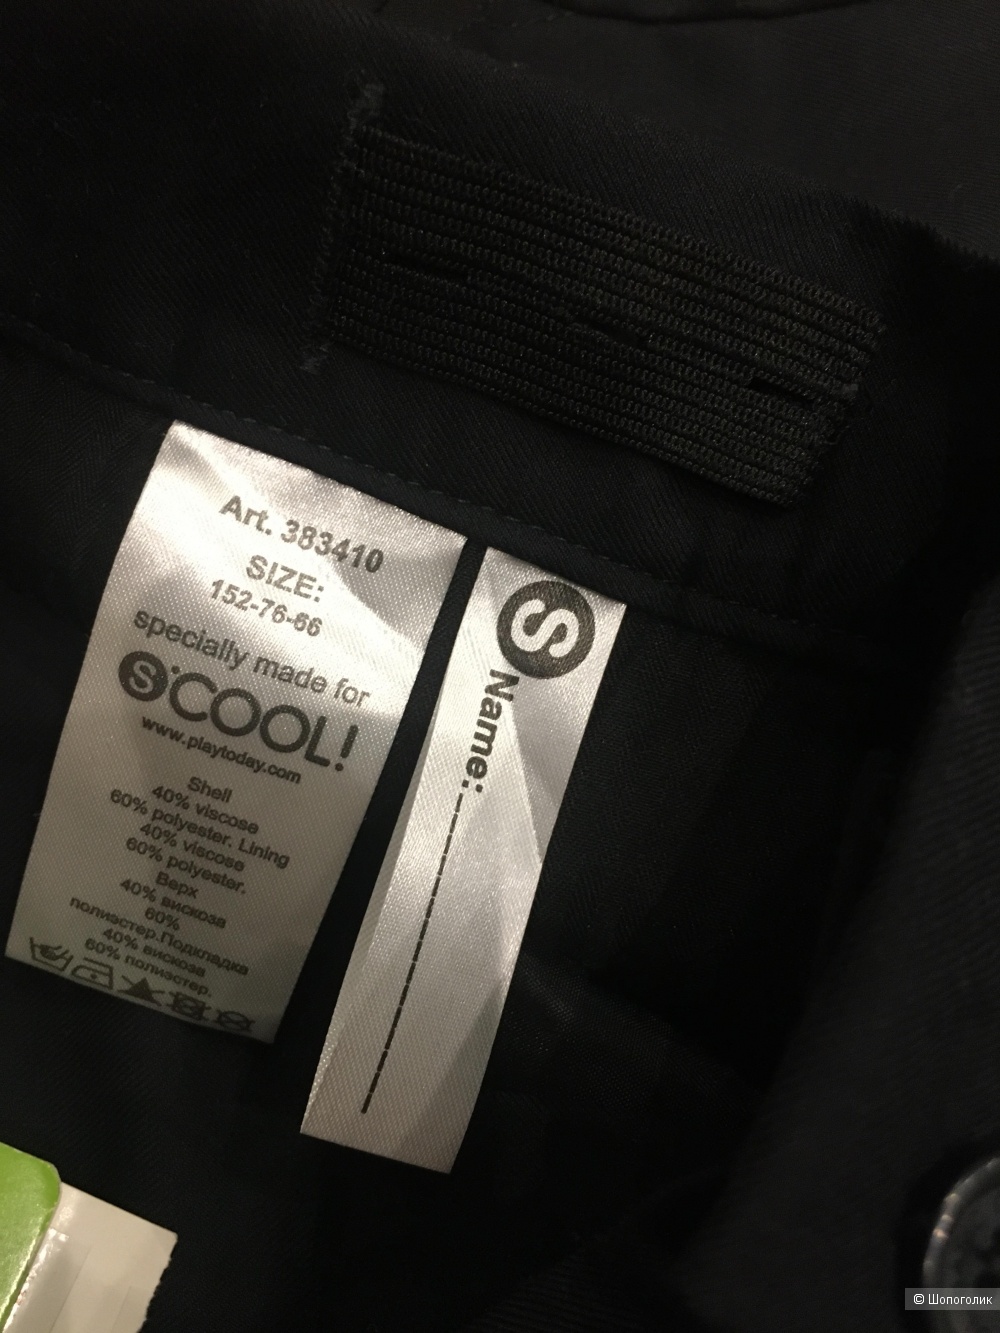 Art. 383410
SIZE:
152-76-66
specially made for
S'COOL!
www.playtoday.com
Shell
40% viscose
60% polyester. Lining
40% viscose
60% polyester.
Верх
40% вискоза
60%
полиэстер.Подкладка
40% вискоза
60% полиэстер.
S
Name:
© Шопоголик